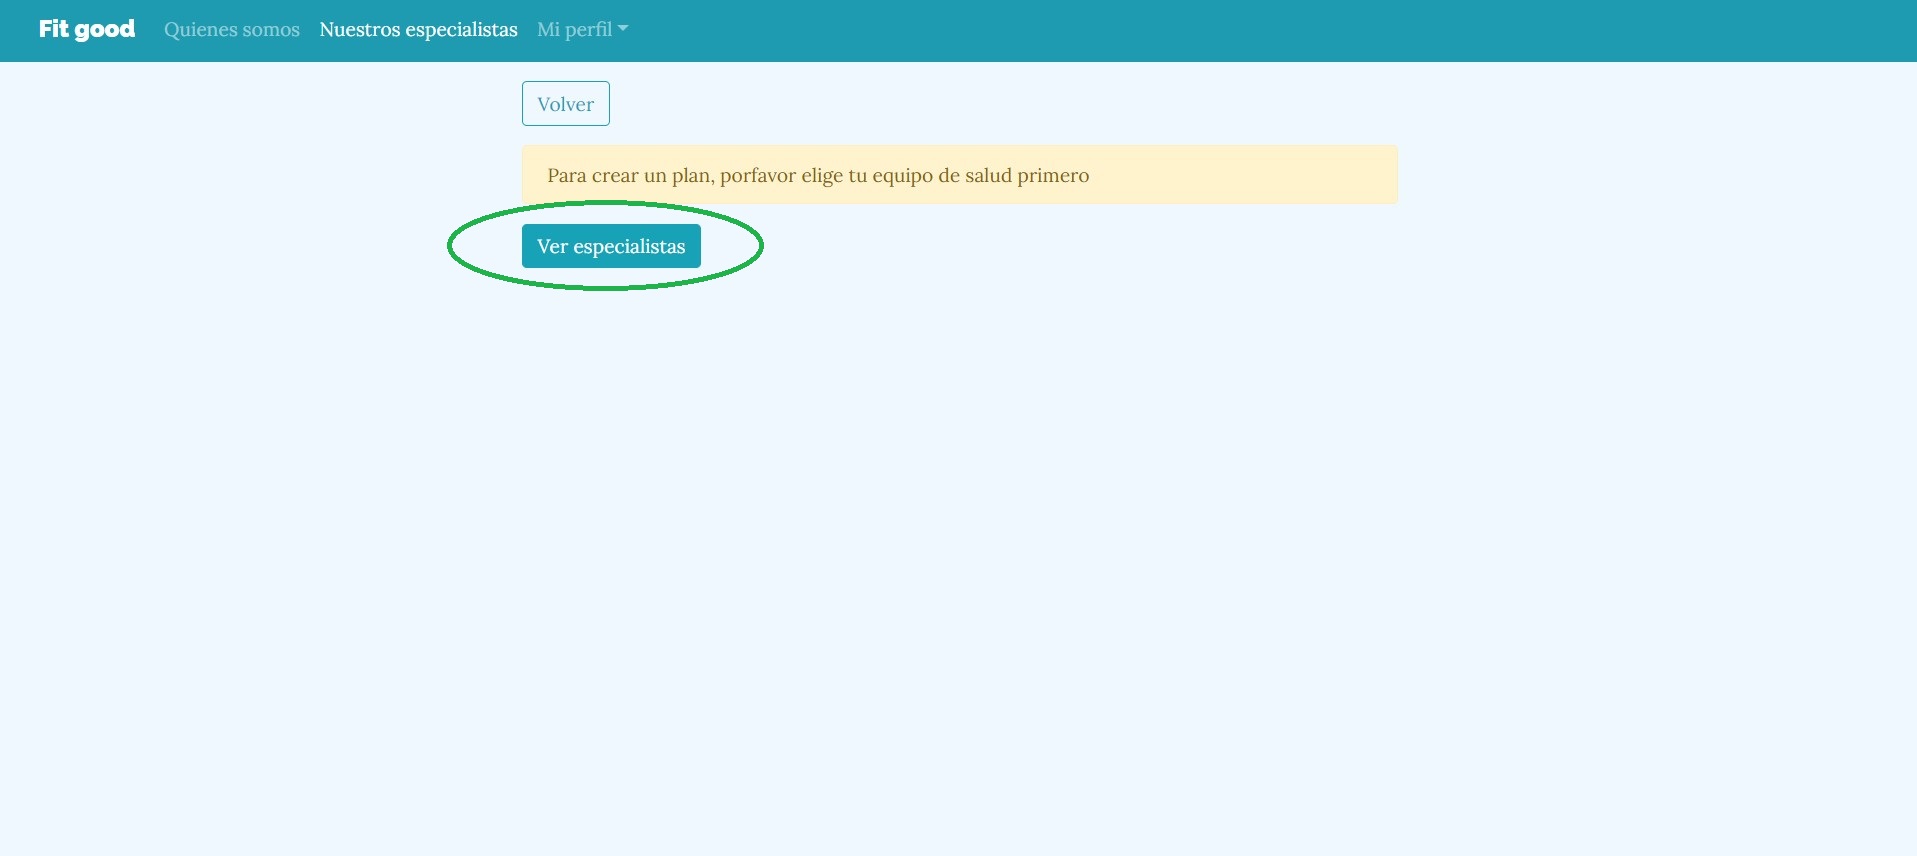 Fit good Quienes somos Nuestros especialistas Mi perfil
Volver
Para crear un plan, porfavor elige tu equipo de salud primero
Ver especialistas